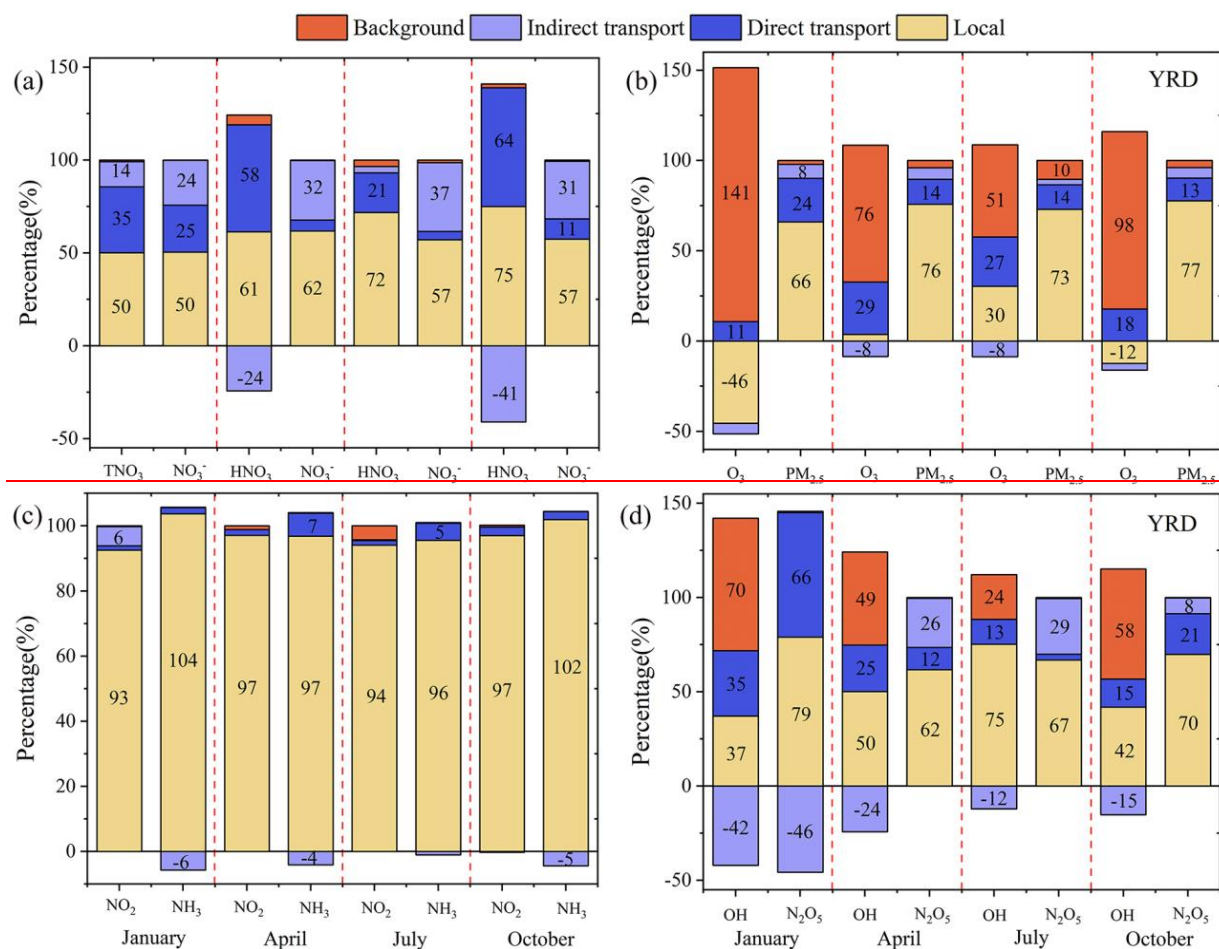 Background Indirect transport Direct transport Local
(a)
Percentage(%)
150
100
50
0
-50
14 24 32 37 31
35 25 58 21 64 11
50 50 61 62 72 57 75 57
-24 -41
TNO₃ NO₃⁻ HNO₃ NO₃⁻ HNO₃ NO₃⁻ HNO₃ NO₃⁻
(b)
YRD
Percentage(%)
150
100
50
0
-50
141 76 51 10 98
8
11 24 29 14 27 14 18 13
-46 66 76 30 73 -12 77
-8 -8
O₃ PM₂.₅ O₃ PM₂.₅ O₃ PM₂.₅ O₃ PM₂.₅
(c)
Percentage(%)
100
80
60
40
20
0
6 7 5
93 104 97 97 94 96 97 102
-6 -4 -5
NO₂ NH₃ NO₂ NH₃ NO₂ NH₃ NO₂ NH₃
January April July October
(d)
YRD
Percentage(%)
150
100
50
0
-50
70 49 24 58
26 29 8
35 66 25 12 13 15 21
37 79 50 62 75 67 42 70
-42 -46 -24 -12 -15
OH N₂O₅ OH N₂O₅ OH N₂O₅ OH N₂O₅
January April July October